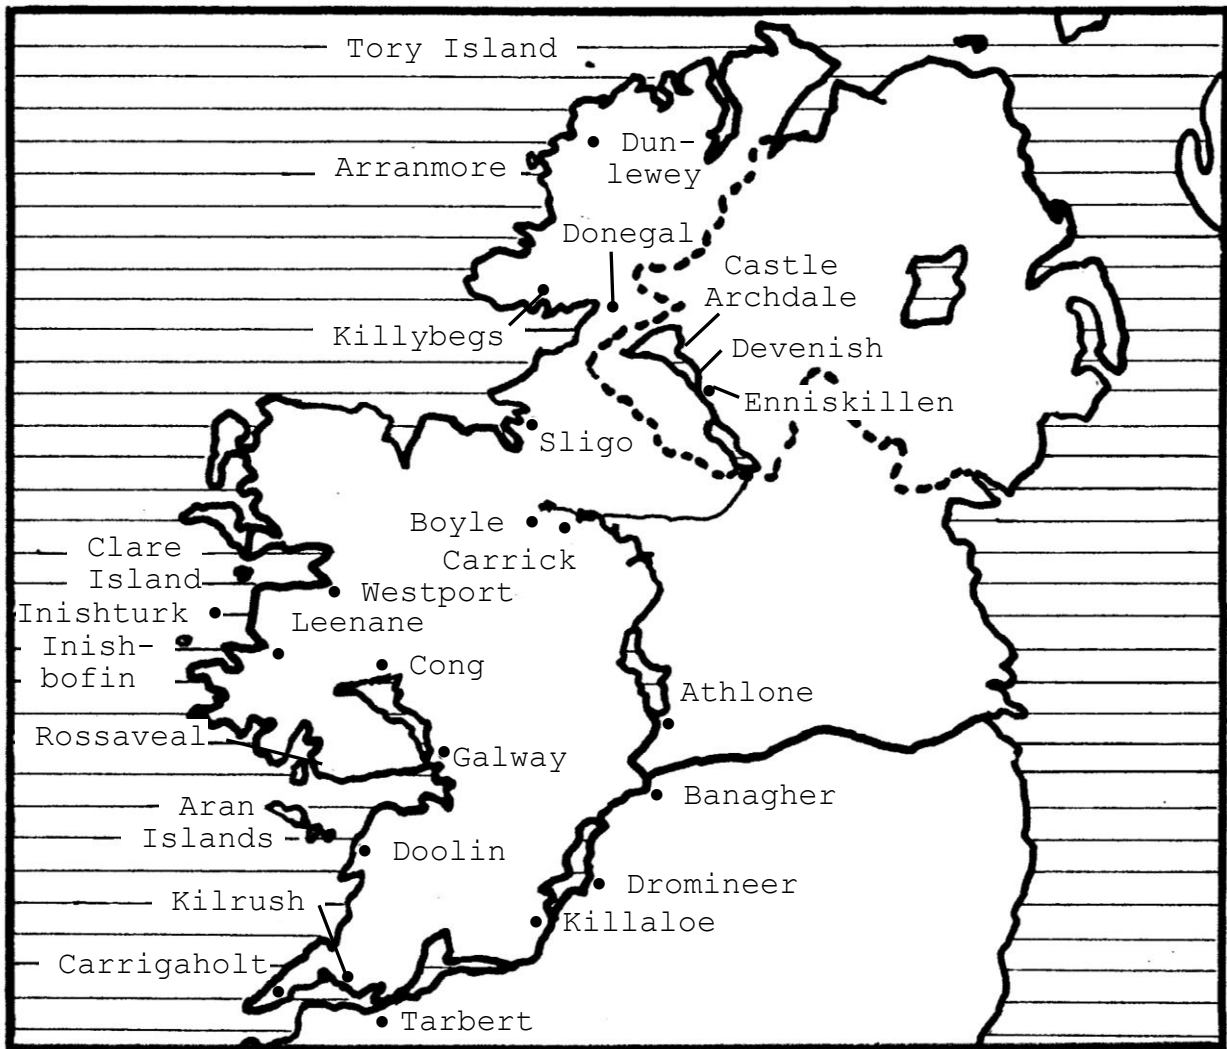 Tory Island
Dun-
lewey
Arranmore
Donegal
Castle
Archdale
Killybegs
Devenish
Enniskillen
Sligo
Boyle
Carrick
Clare
Island
Westport
Inishturk
Leenane
Inish-
bofin
Cong
Athlone
Rossaveal
Galway
Banagher
Aran
Islands
Doolin
Dromineer
Kilrush
Killaloe
Carrigaholt
Tarbert